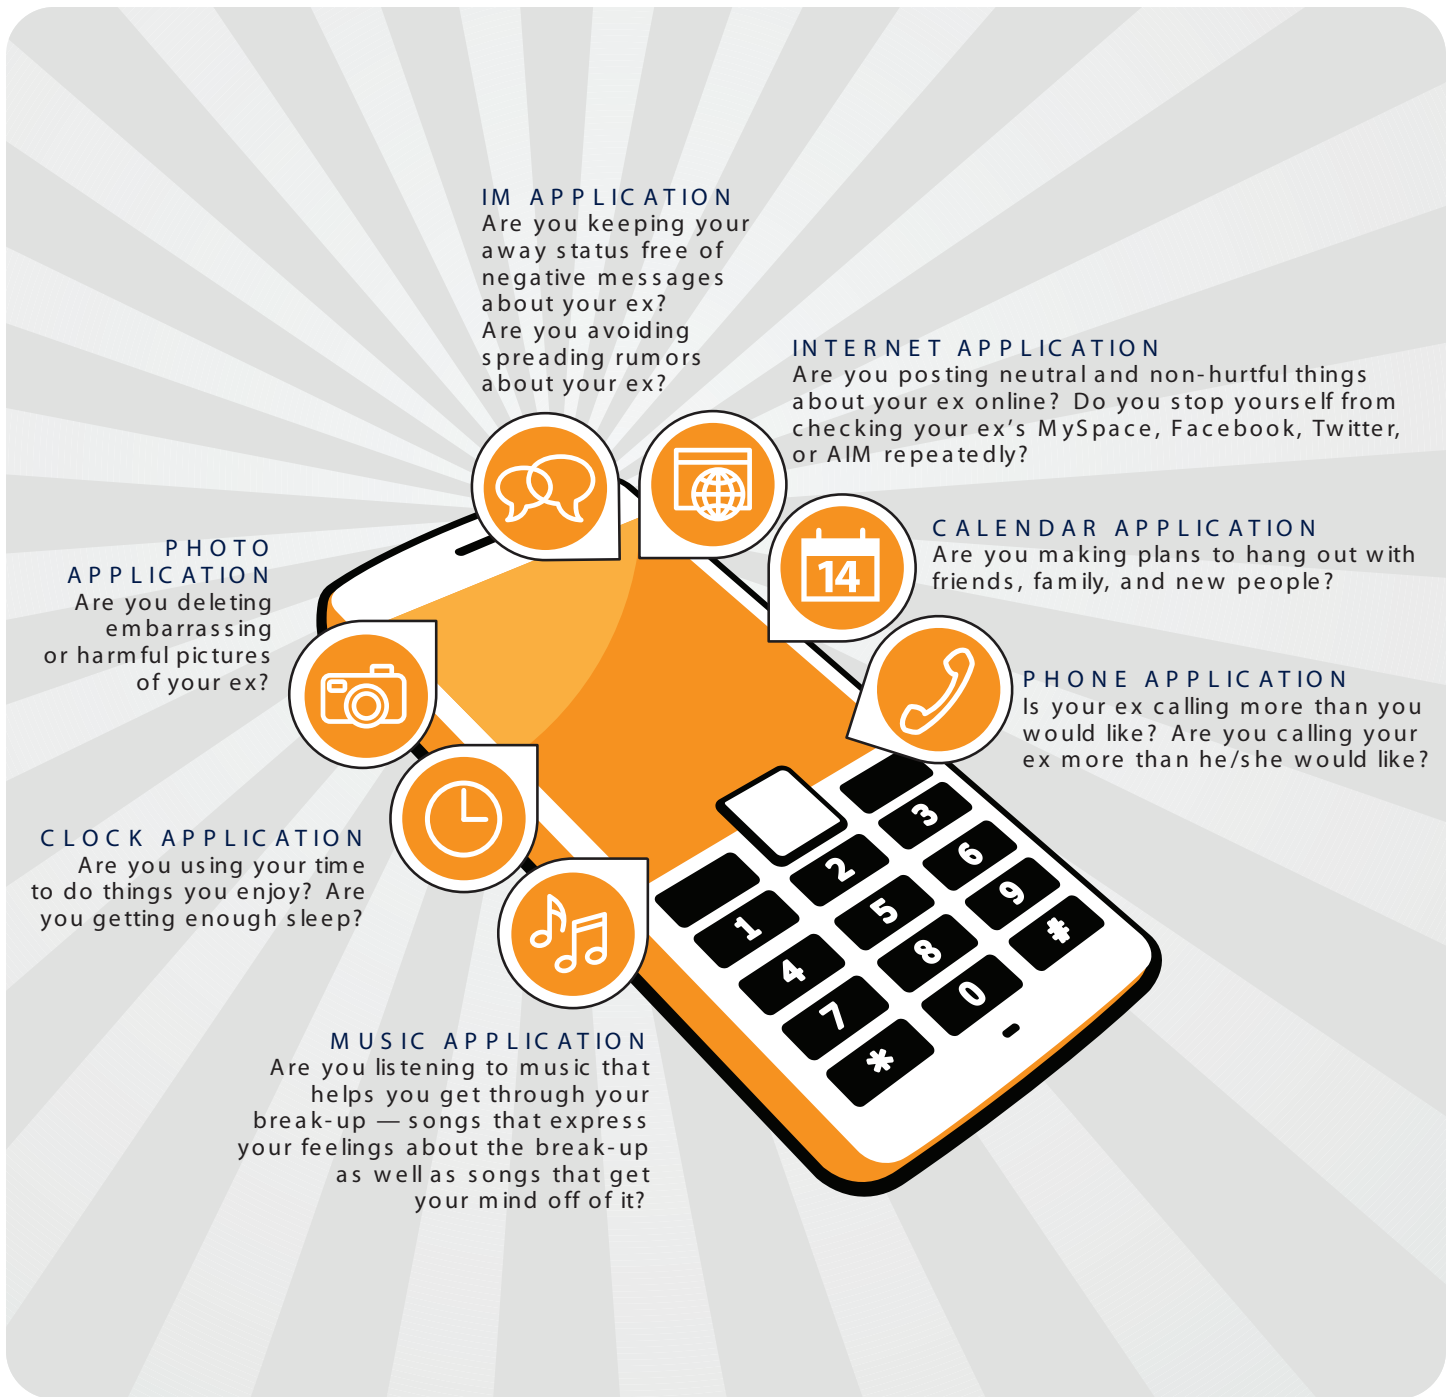 IM APPLICATION
Are you keeping your
away status free of
negative messages
about your ex?
Are you avoiding
spreading rumors
about your ex?
INTERNET APPLICATION
Are you posting neutral and non-hurtful things
about your ex online? Do you stop yourself from
checking your ex’s MySpace, Facebook, Twitter,
or AIM repeatedly?
CALENDAR APPLICATION
Are you making plans to hang out with
friends, family, and new people?
14
PHONE APPLICATION
Is your ex calling more than you
would like? Are you calling your
ex more than he/she would like?
PHOTO
APPLICATION
Are you deleting
embarrassing
or harmful pictures
of your ex?
CLOCK APPLICATION
Are you using your time
to do things you enjoy? Are
you getting enough sleep?
MUSIC APPLICATION
Are you listening to music that
helps you get through your
break-up — songs that express
your feelings about the break-up
as well as songs that get
your mind off of it?
1 2 3
4 5 6
7 8 9
* 0 #